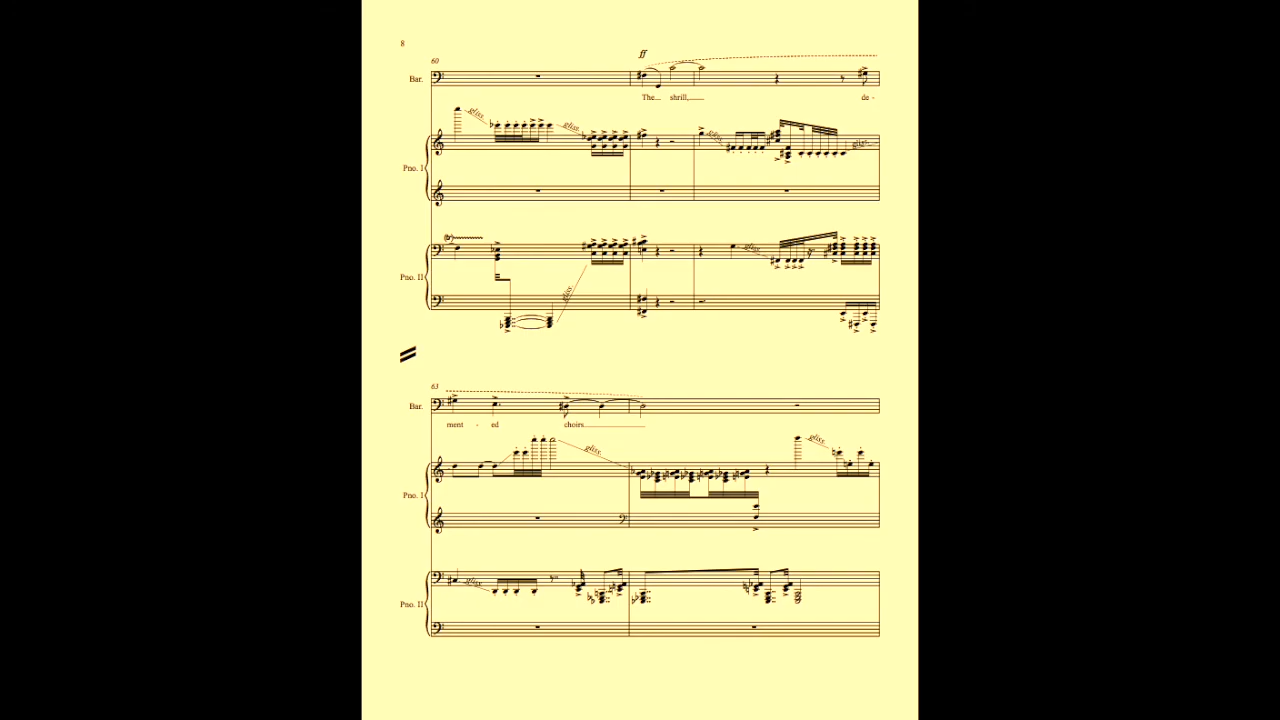 8
ff
60
Bar.
The shrill, de -
gliss. gliss. gliss. gliss.
Pno. I
gliss.
Pno. II
gliss.
63
Bar.
ment - ed choirs
gliss. gliss.
Pno. I
gliss.
Pno. II